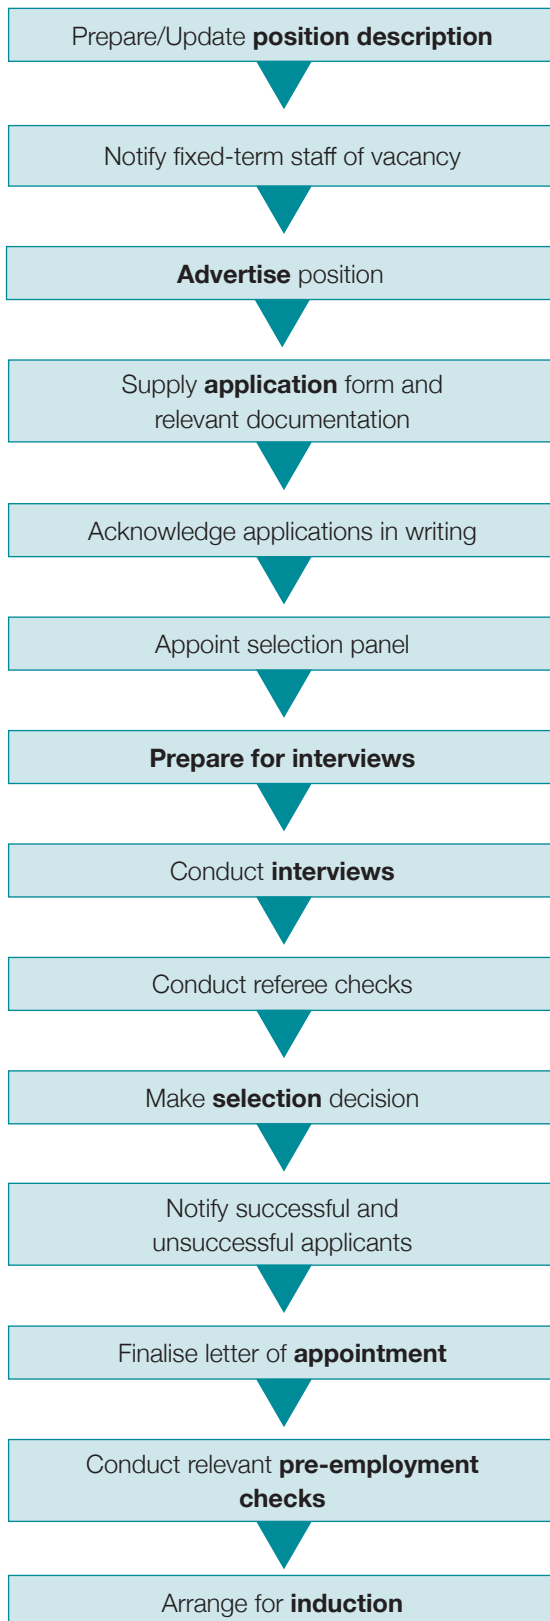 Prepare/Update position description
Notify fixed-term staff of vacancy
Advertise position
Supply application form and
relevant documentation
Acknowledge applications in writing
Appoint selection panel
Prepare for interviews
Conduct interviews
Conduct referee checks
Make selection decision
Notify successful and
unsuccessful applicants
Finalise letter of appointment
Conduct relevant pre-employment
checks
Arrange for induction